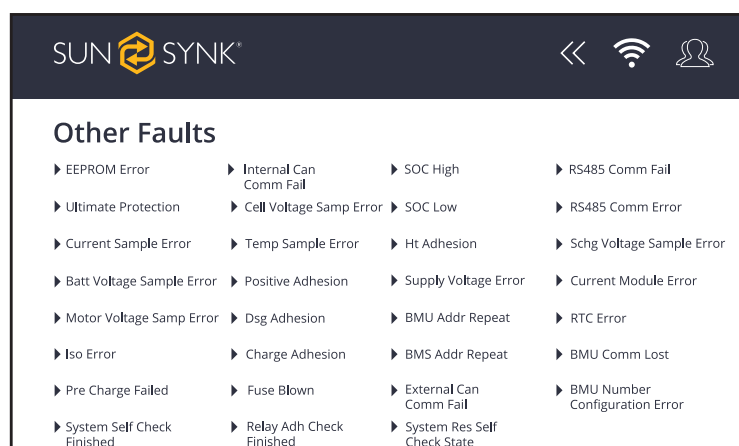 SUN SYNK®
Other Faults
EEPROM Error
Ultimate Protection
Current Sample Error
Batt Voltage Sample Error
Motor Voltage Samp Error
Iso Error
Pre Charge Failed
System Self Check
Finished
Internal Can
Comm Fail
Cell Voltage Samp Error
Temp Sample Error
Positive Adhesion
Dsg Adhesion
Charge Adhesion
Fuse Blown
Relay Adh Check
Finished
SOC High
SOC Low
Ht Adhesion
Supply Voltage Error
BMU Addr Repeat
BMS Addr Repeat
External Can
Comm Fail
System Res Self
Check State
RS485 Comm Fail
RS485 Comm Error
Schg Voltage Sample Error
Current Module Error
RTC Error
BMU Comm Lost
BMU Number
Configuration Error